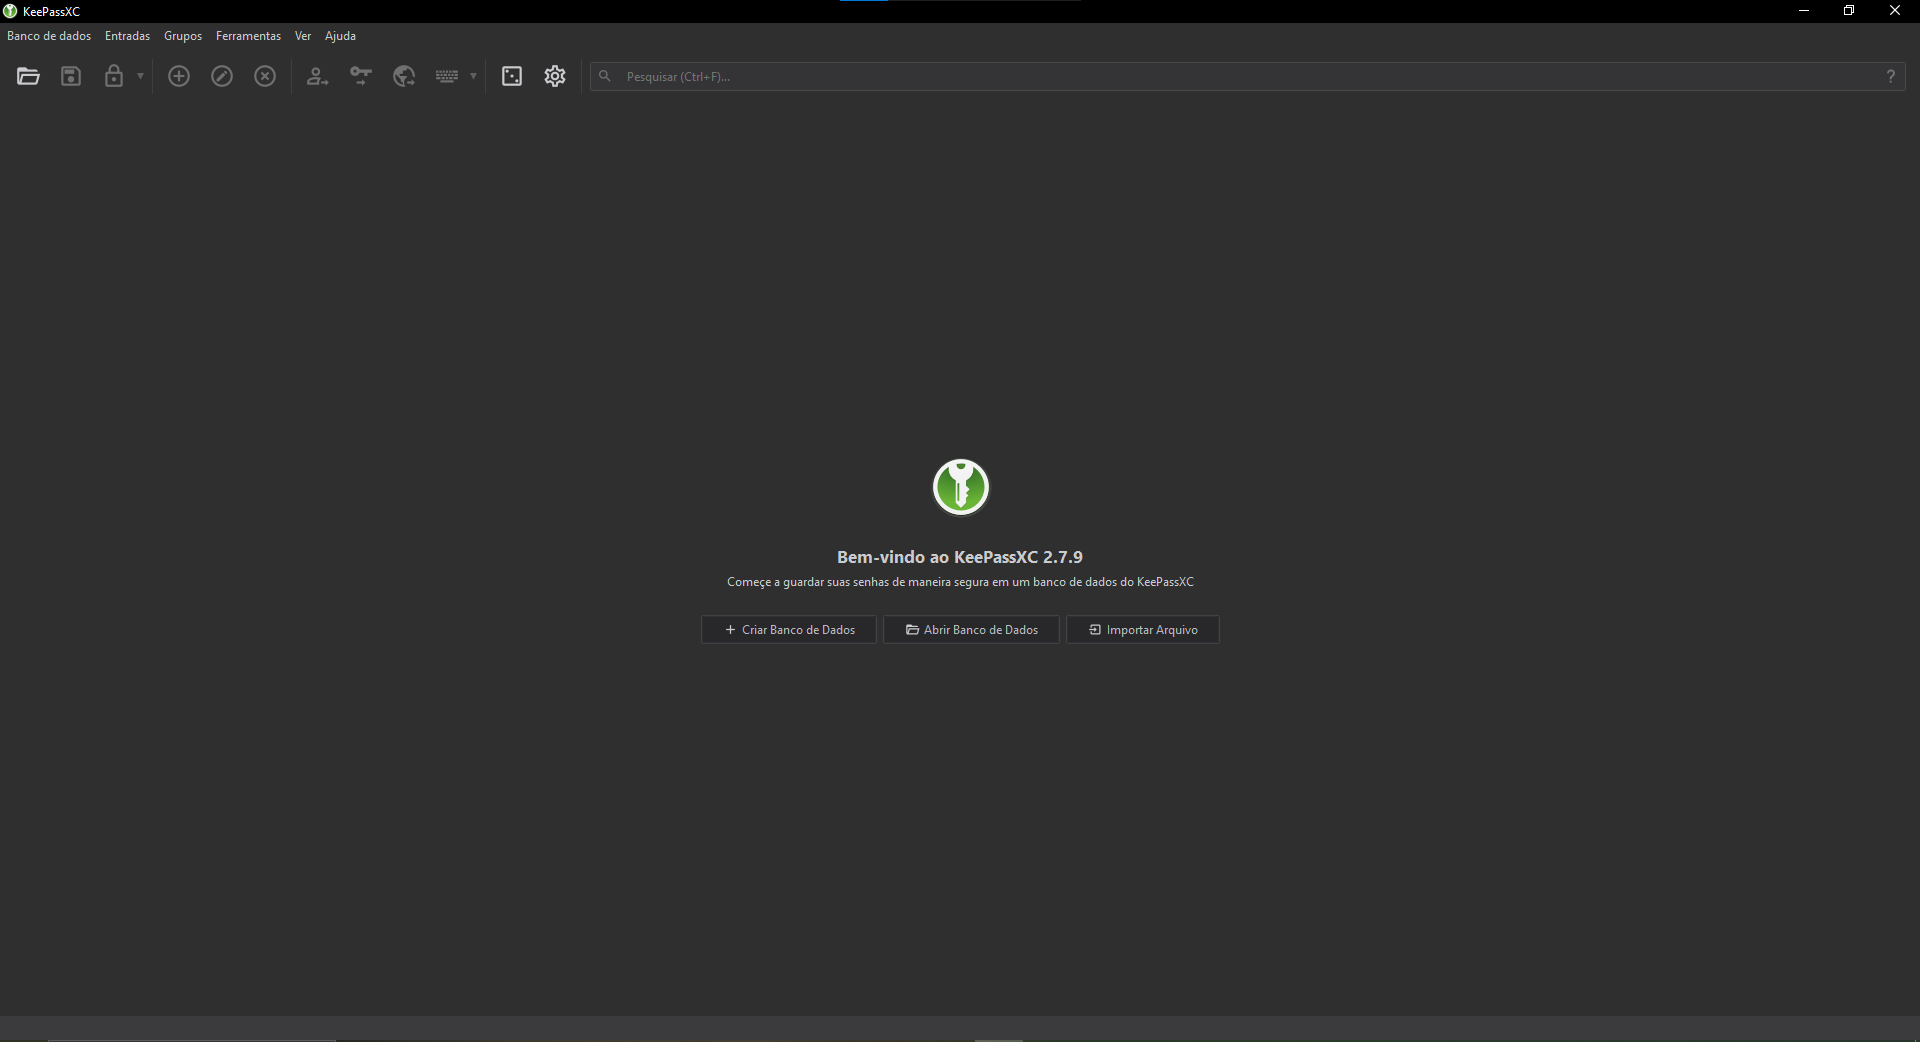 KeePassXC
Banco de dados Entradas Grupos Ferramentas Ver Ajuda
Pesquisar (Ctrl+F)... ?
Bem-vindo ao KeePassXC 2.7.9
Começe a guardar suas senhas de maneira segura em um banco de dados do KeePassXC
Criar Banco de Dados Abrir Banco de Dados Importar Arquivo